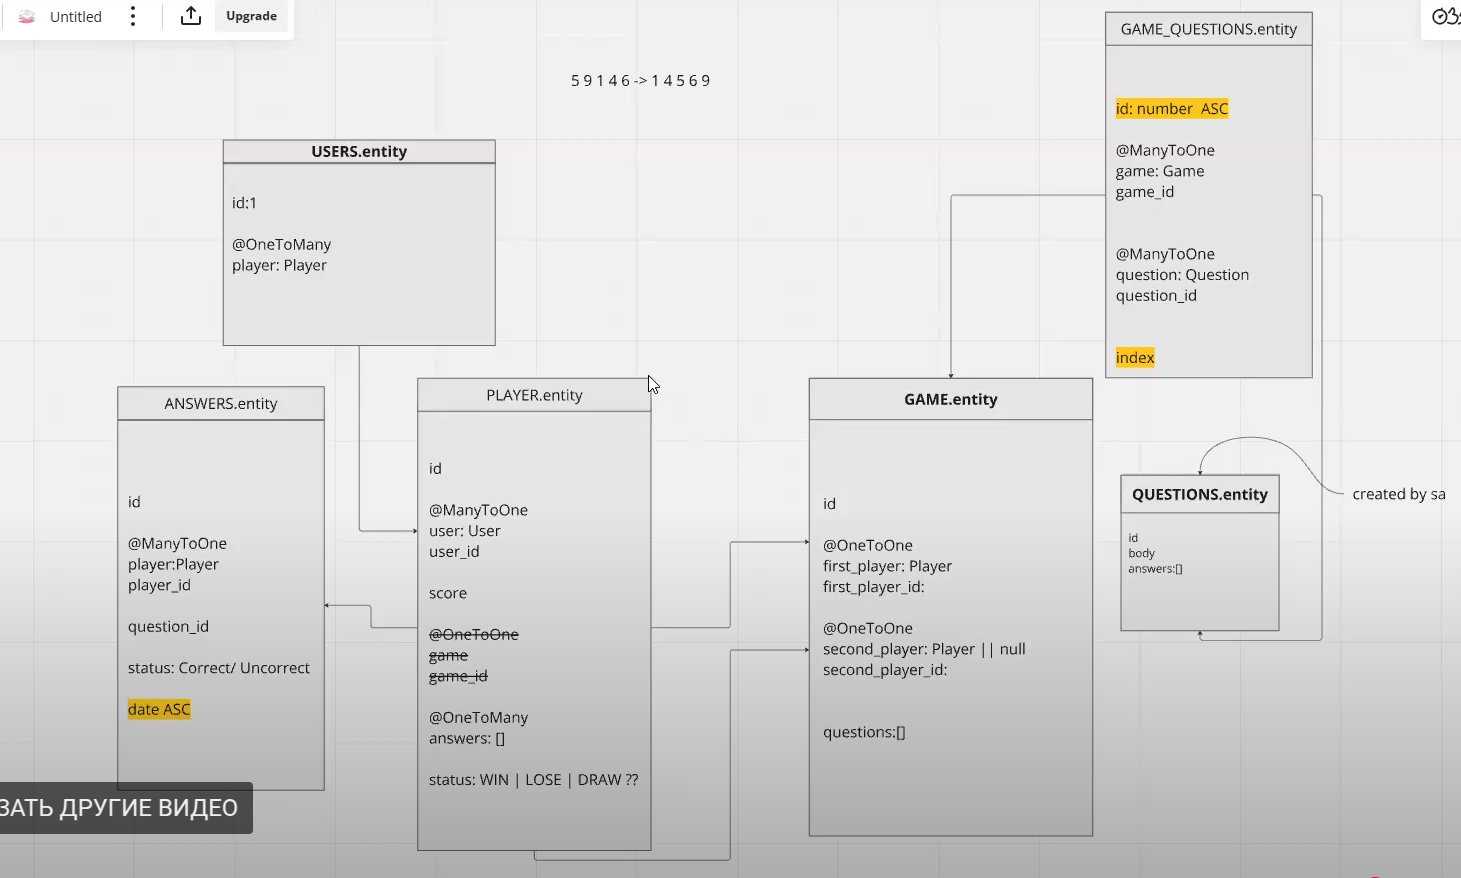 Untitled
Upgrade
5 9 1 4 6 -> 1 4 5 6 9
USERS.entity
id:1
@OneToMany
player: Player
ANSWERS.entity
id
@ManyToOne
player:Player
player_id
question_id
status: Correct/ Uncorrect
date ASC
PLAYER.entity
id
@ManyToOne
user: User
user_id
score
@OneToOne
game
game_id
@OneToMany
answers: []
status: WIN | LOSE | DRAW ??
GAME.entity
id
@OneToOne
first_player: Player
first_player_id:
@OneToOne
second_player: Player || null
second_player_id:
questions:[]
GAME_QUESTIONS.entity
id: number ASC
@ManyToOne
game: Game
game_id
@ManyToOne
question: Question
question_id
index
QUESTIONS.entity
id
body
answers:[]
created by sa
ЗАТЬ ДРУГИЕ ВИДЕО